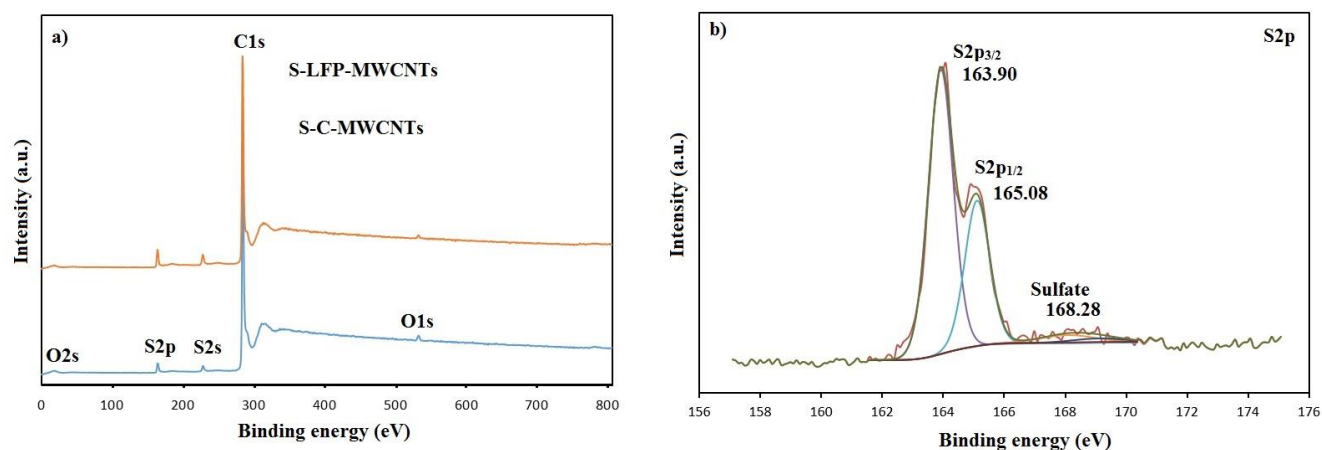 a)
C1s
S-LFP-MWCNTs
S-C-MWCNTs
O2s
S2p
S2s
O1s
Intensity (a.u.)
0 100 200 300 400 500 600 700 800
Binding energy (eV)
b)
S2p
S2p3/2
163.90
S2p1/2
165.08
Sulfate
168.28
Intensity (a.u.)
156 158 160 162 164 166 168 170 172 174 176
Binding energy (eV)